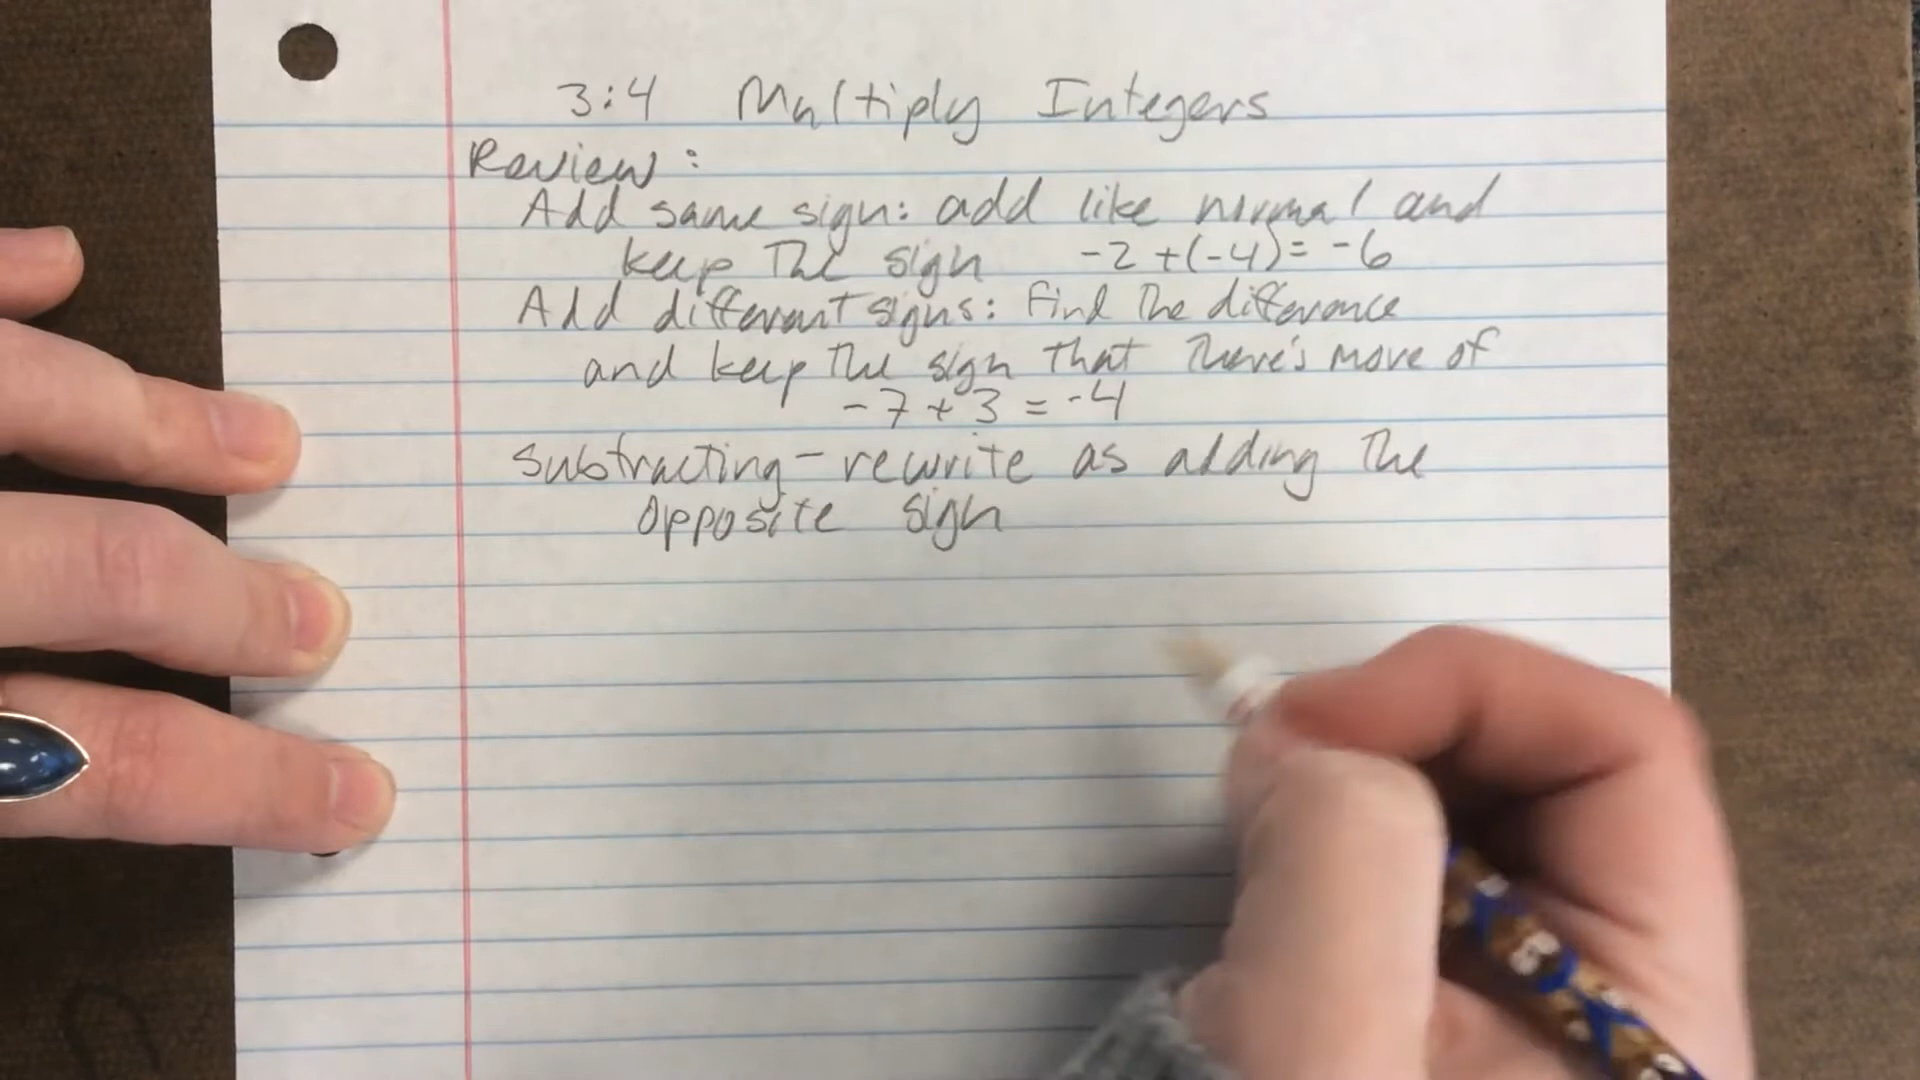 3:4 Multiply Integers
Review:
Add same sign: add like normal and
keep the sign -2 +(-4)= -6
Add different signs: Find the difference
and keep the sign that there's more of
-7 + 3 = -4
Subtracting - rewrite as adding the
opposite sign